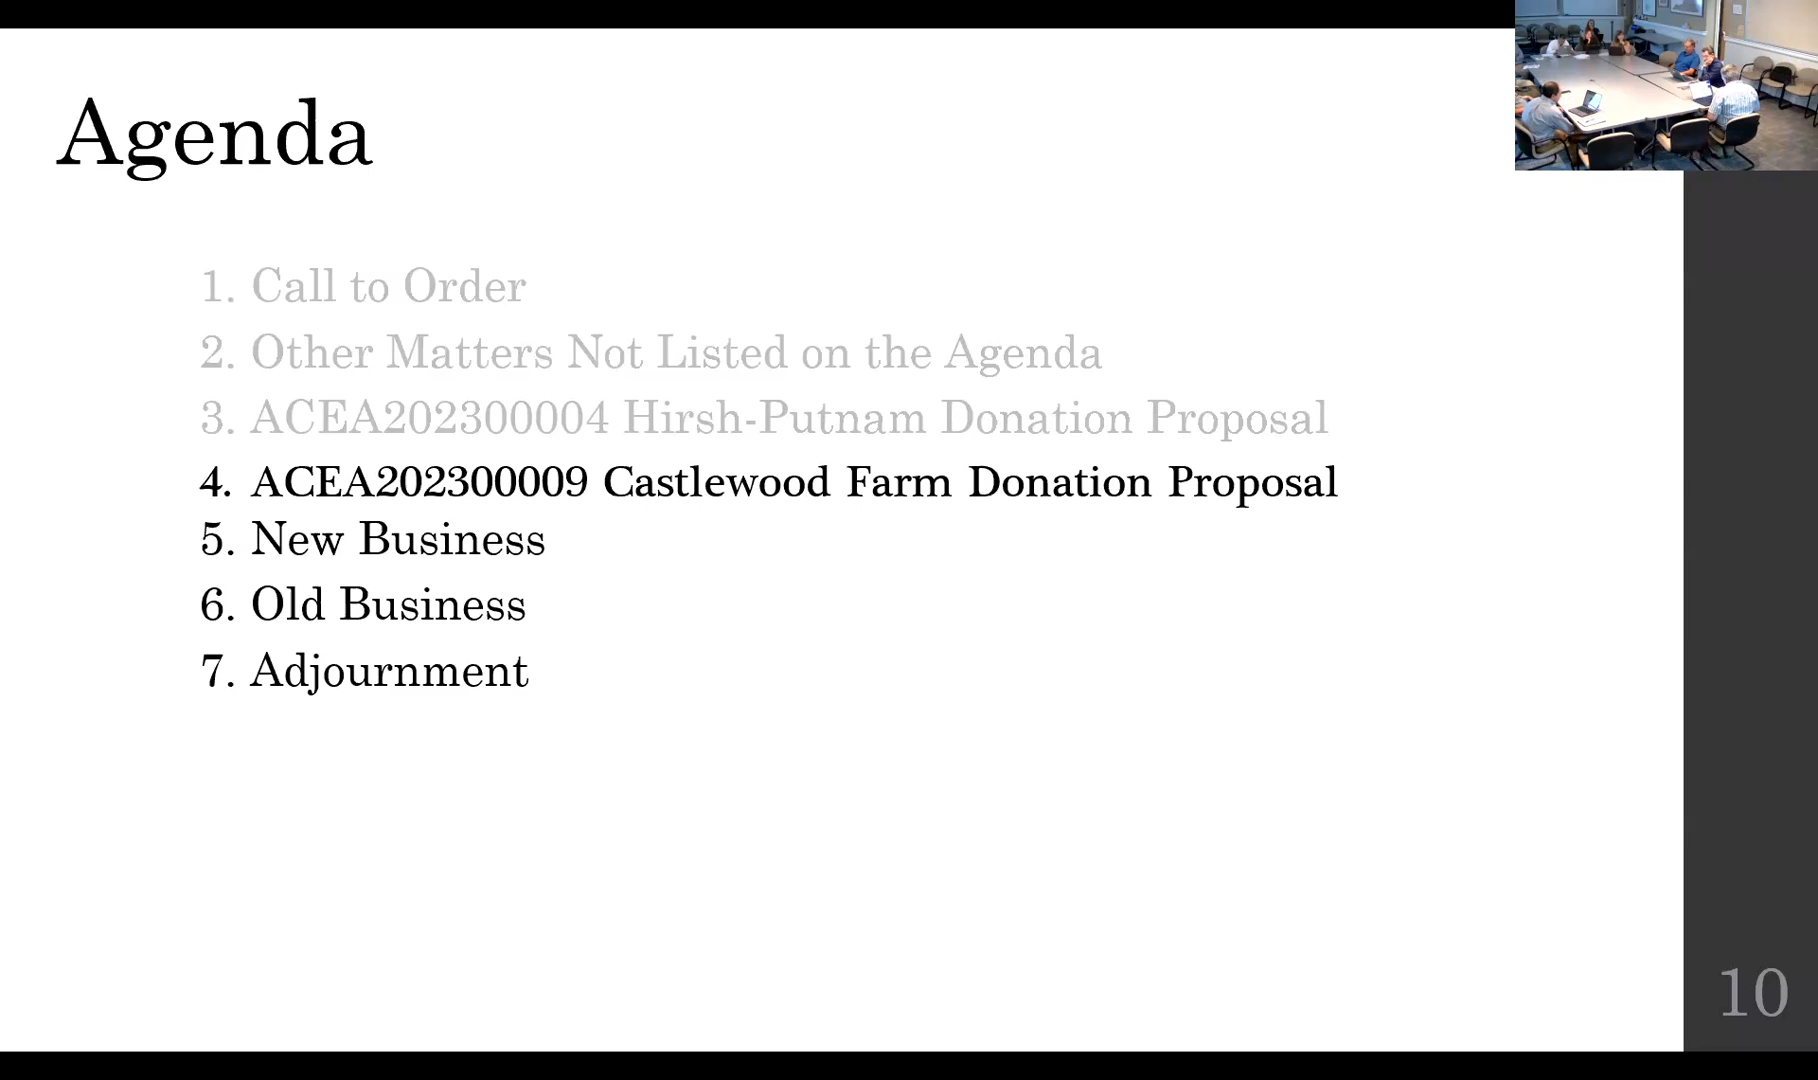 Agenda
1. Call to Order
2. Other Matters Not Listed on the Agenda
3. ACEA202300004 Hirsh-Putnam Donation Proposal
4. ACEA202300009 Castlewood Farm Donation Proposal
5. New Business
6. Old Business
7. Adjournment
10